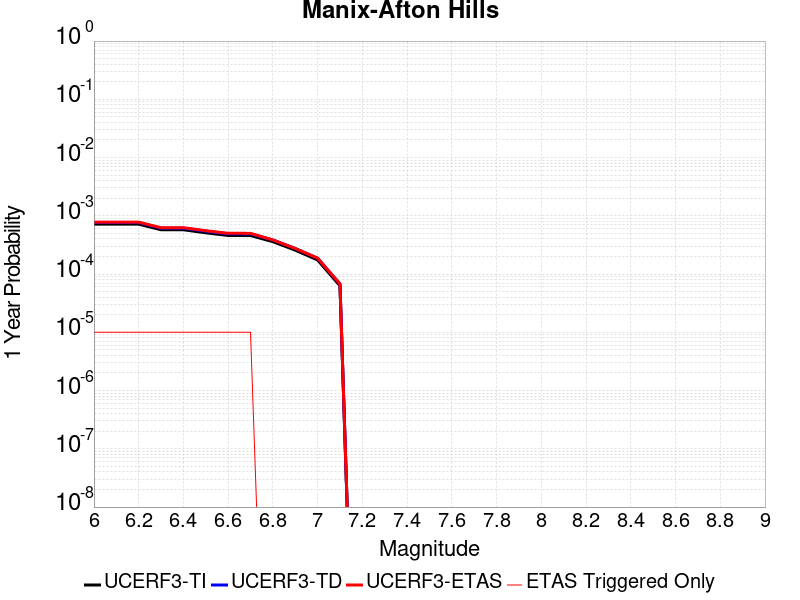 Manix-Afton Hills
1 Year Probability
10^0
10^-1
10^-2
10^-3
10^-4
10^-5
10^-6
10^-7
10^-8
6 6.2 6.4 6.6 6.8 7 7.2 7.4 7.6 7.8 8 8.2 8.4 8.6 8.8 9
Magnitude
UCERF3-TI UCERF3-TD UCERF3-ETAS ETAS Triggered Only